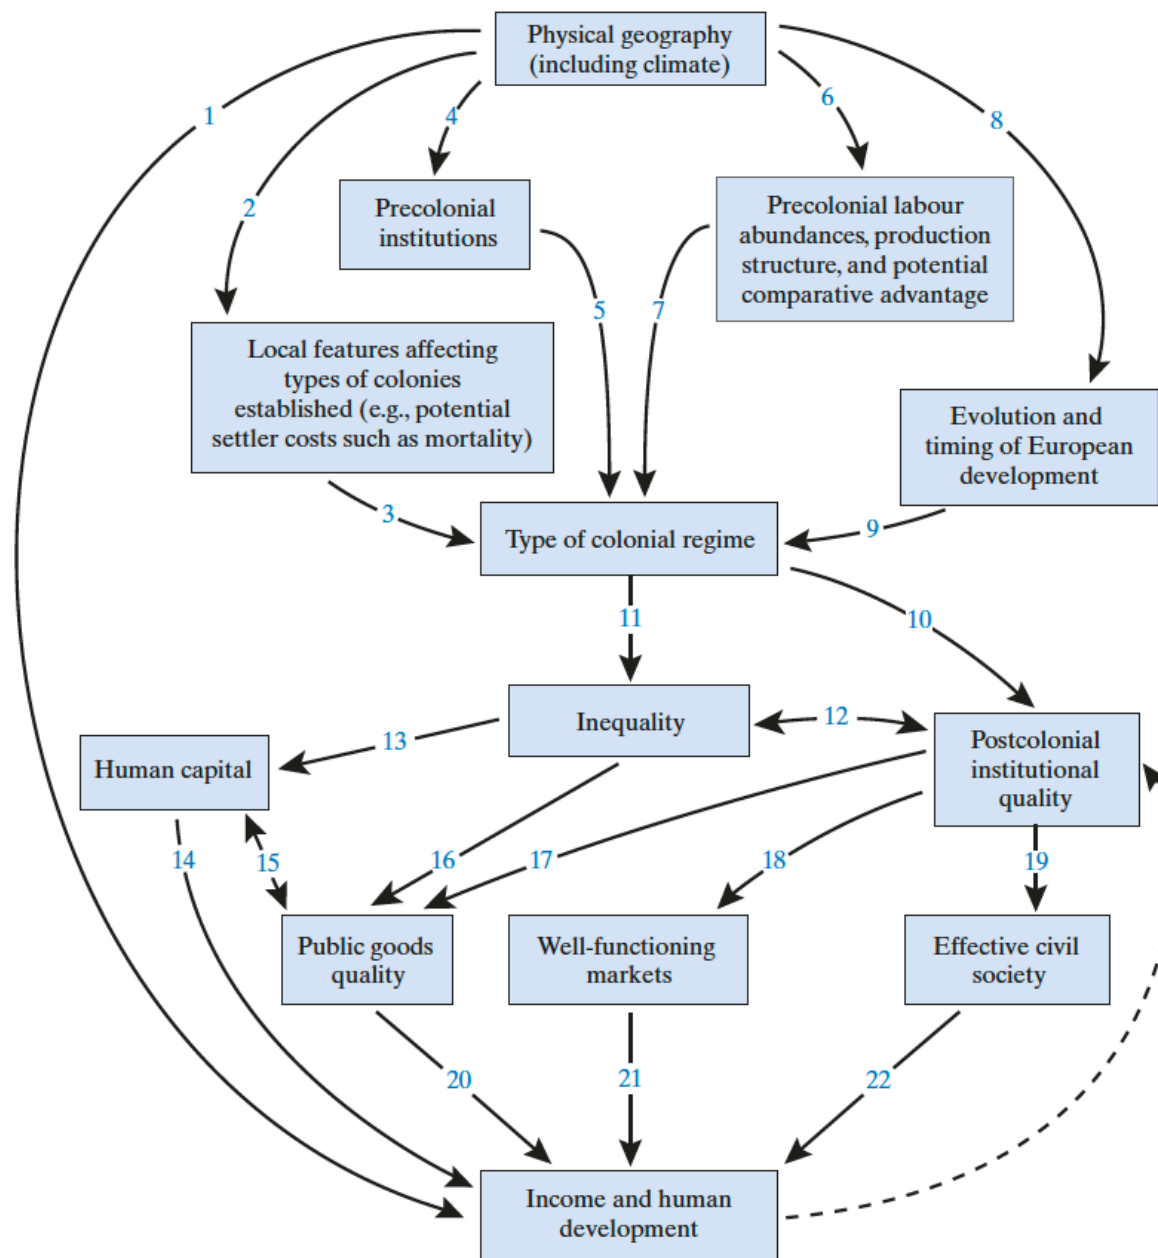 Physical geography
(including climate)
1
2
4
6
8
Precolonial
institutions
Precolonial labour
abundances, production
structure, and potential
comparative advantage
5
7
Local features affecting
types of colonies
established (e.g., potential
settler costs such as mortality)
Evolution and
timing of European
development
3
9
Type of colonial regime
11
10
Inequality
12
Postcolonial
institutional
quality
13
Human capital
14
15
16
17
18
19
Public goods
quality
Well-functioning
markets
Effective civil
society
20
21
22
Income and human
development